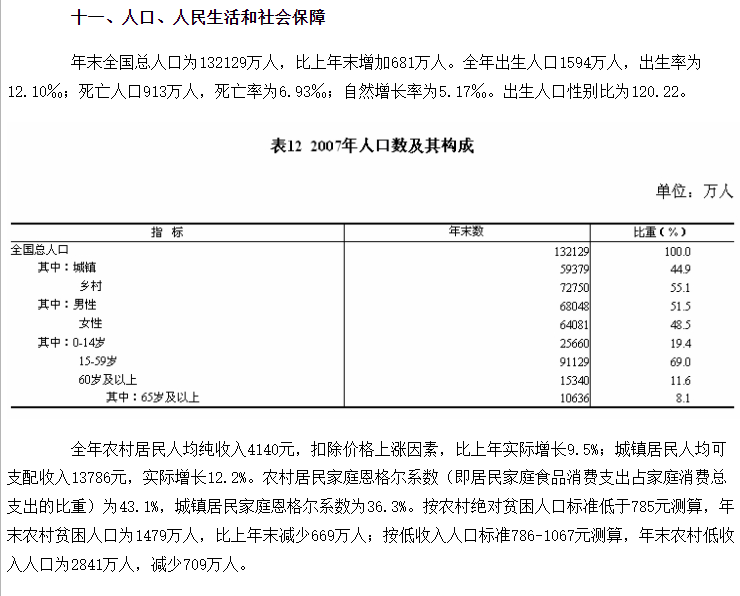 十一、人口、人民生活和社会保障
年末全国总人口为132129万人，比上年末增加681万人。全年出生人口1594万人，出生率为
12.10‰；死亡人口913万人，死亡率为6.93‰；自然增长率为5.17‰。出生人口性别比为120.22。
表12 2007年人口数及其构成
单位：万人
指 标 年末数 比重（%）
全国总人口 132129 100.0
其中：城镇 59379 44.9
乡村 72750 55.1
其中：男性 68048 51.5
女性 64081 48.5
其中：0-14岁 25660 19.4
15-59岁 91129 69.0
60岁及以上 15340 11.6
其中：65岁及以上 10636 8.1
全年农村居民人均纯收入4140元，扣除价格上涨因素，比上年实际增长9.5%；城镇居民人均可
支配收入13786元，实际增长12.2%。农村居民家庭恩格尔系数（即居民家庭食品消费支出占家庭消费总
支出的比重）为43.1%，城镇居民家庭恩格尔系数为36.3%。按农村绝对贫困人口标准低于785元测算，年
末农村贫困人口为1479万人，比上年末减少669万人；按低收入人口标准786-1067元测算，年末农村低收
入人口为2841万人，减少709万人。